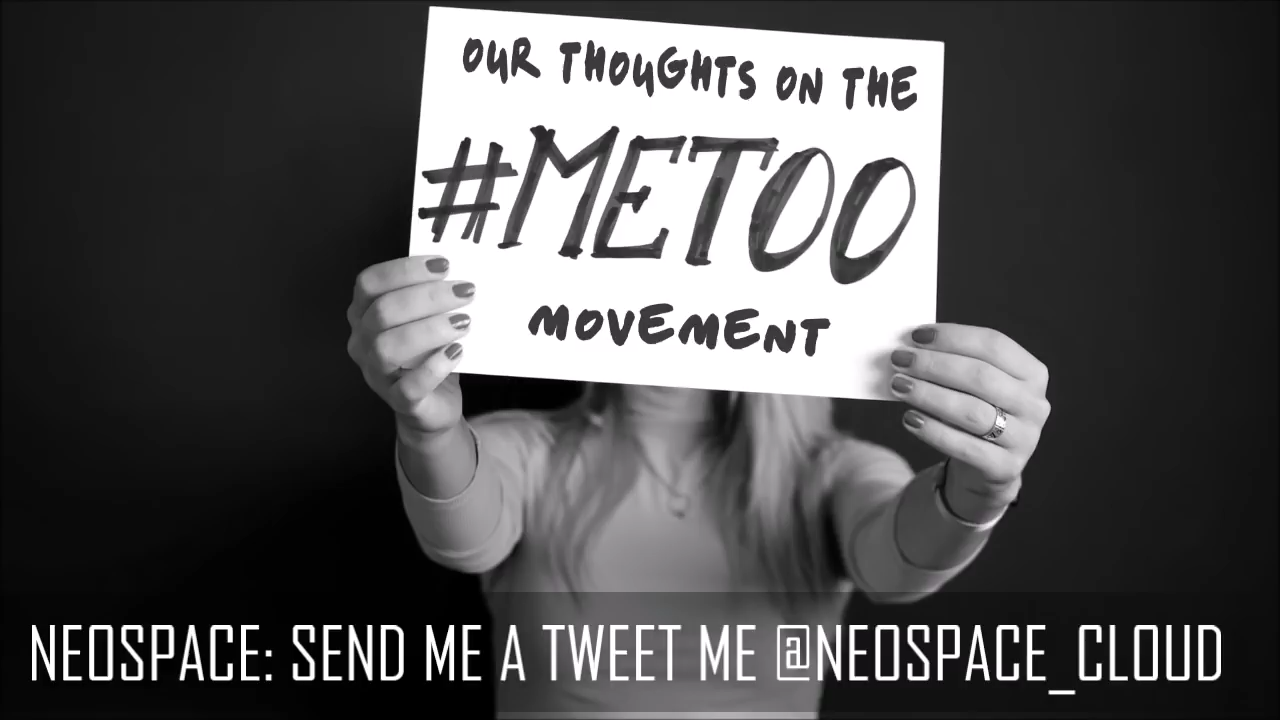 OUR THOUGHTS ON THE
#METOO
MOVEMENT
NEOSPACE: SEND ME A TWEET ME @NEOSPACE_CLOUD